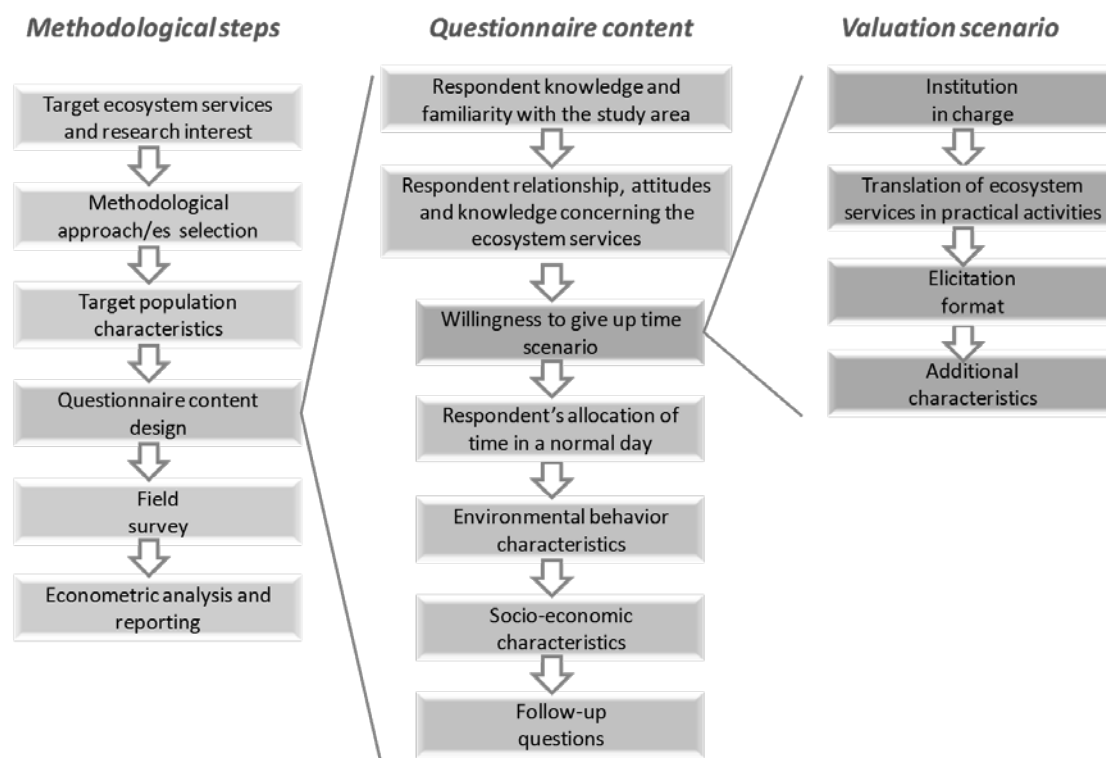 Methodological steps
Target ecosystem services
and research interest
Methodological
approach/es selection
Target population
characteristics
Questionnaire content
design
Field
survey
Econometric analysis and
reporting
Questionnaire content
Respondent knowledge and
familiarity with the study area
Respondent relationship, attitudes
and knowledge concerning the
ecosystem services
Willingness to give up time
scenario
Respondent's allocation of
time in a normal day
Environmental behavior
characteristics
Socio-economic
characteristics
Follow-up
questions
Valuation scenario
Institution
in charge
Translation of ecosystem
services in practical activities
Elicitation
format
Additional
characteristics